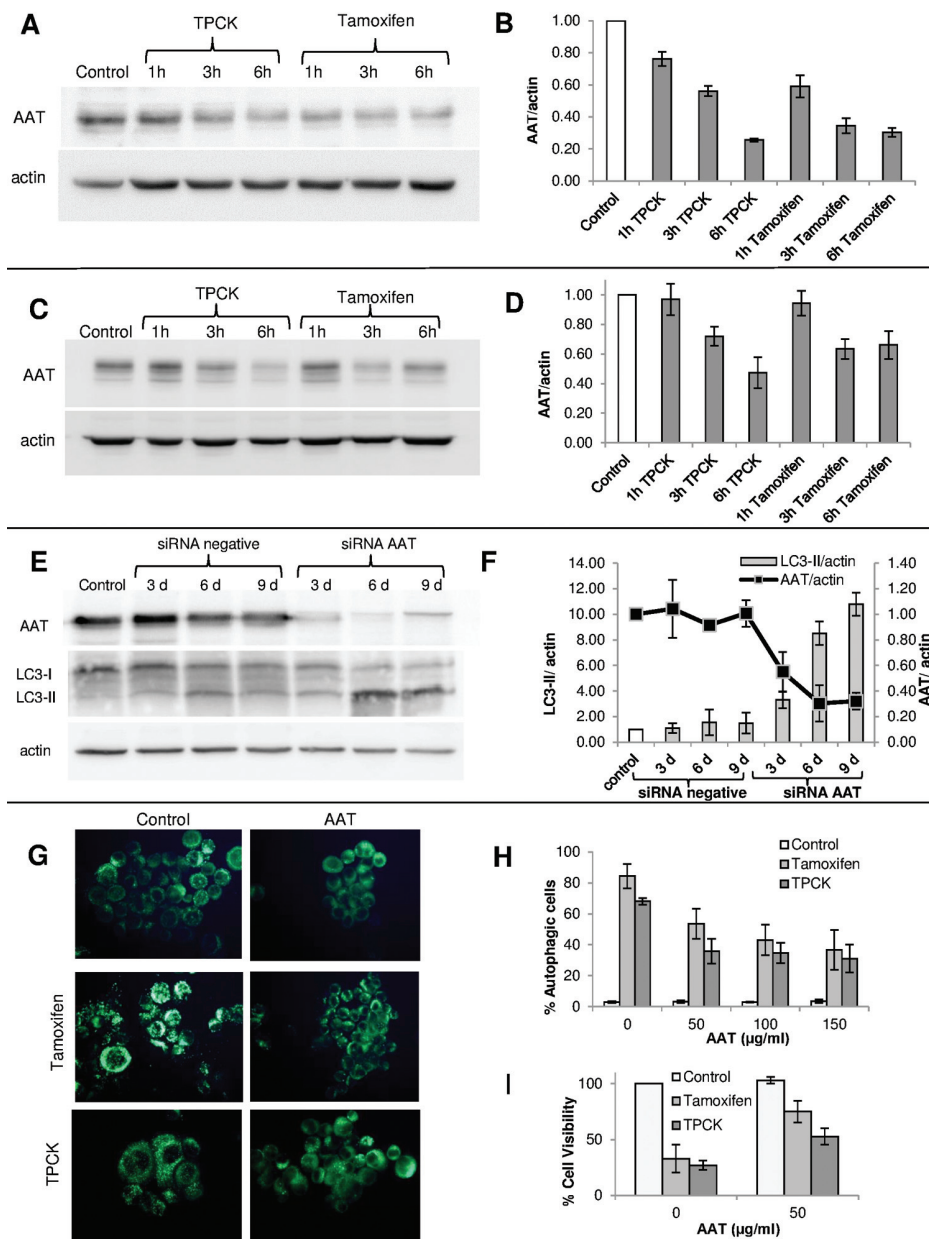 A
TPCK
Tamoxifen
Control 1h 3h 6h 1h 3h 6h
AAT
actin
B
AAT/actin
1.00
0.80
0.60
0.40
0.20
0.00
Control
1h TPCK
3h TPCK
6h TPCK
1h Tamoxifen
3h Tamoxifen
6h Tamoxifen
C
TPCK
Tamoxifen
Control 1h 3h 6h 1h 3h 6h
AAT
actin
D
AAT/actin
1.00
0.80
0.60
0.40
0.20
0.00
Control
1h TPCK
3h TPCK
6h TPCK
1h Tamoxifen
3h Tamoxifen
6h Tamoxifen
E
siRNA negative
siRNA AAT
Control 3 d 6 d 9 d 3 d 6 d 9 d
AAT
LC3-I
LC3-II
actin
F
LC3-II/actin
AAT/actin
LC3-II/ actin
14.00
12.00
10.00
8.00
6.00
4.00
2.00
0.00
1.40
1.20
1.00
0.80
0.60
0.40
0.20
0.00
AAT/ actin
control 3 d 6 d 9 d 3 d 6 d 9 d
siRNA negative siRNA AAT
G
Control AAT
Tamoxifen
TPCK
H
Control
Tamoxifen
TPCK
% Autophagic cells
100
80
60
40
20
0
0 50 100 150
AAT (µg/ml)
I
Control
Tamoxifen
TPCK
% Cell Visibility
100
50
0
0 50
AAT (µg/ml)